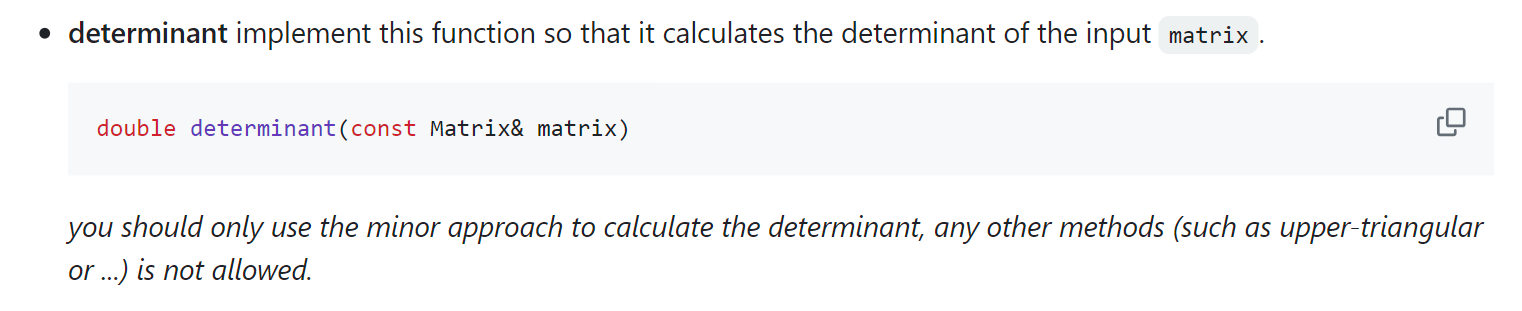 • determinant implement this function so that it calculates the determinant of the input matrix.
double determinant(const Matrix& matrix)
you should only use the minor approach to calculate the determinant, any other methods (such as upper-triangular
or ...) is not allowed.